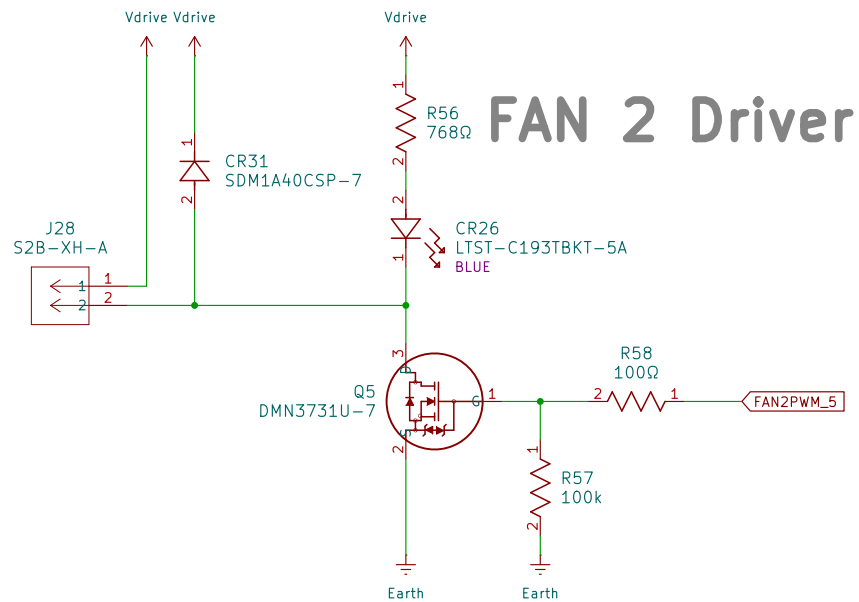 Vdrive Vdrive
Vdrive
FAN 2 Driver
1
R56
768Ω
2
1
CR31
SDM1A40CSP-7
2
2
CR26
LTST-C193TBKT-5A
BLUE
1
J28
S2B-XH-A
1 1
2 2
3
D
Q5
DMN3731U-7
G 1
S
2
R58
100Ω
2 1
FAN2PWM_5
1
R57
100k
2
Earth
Earth